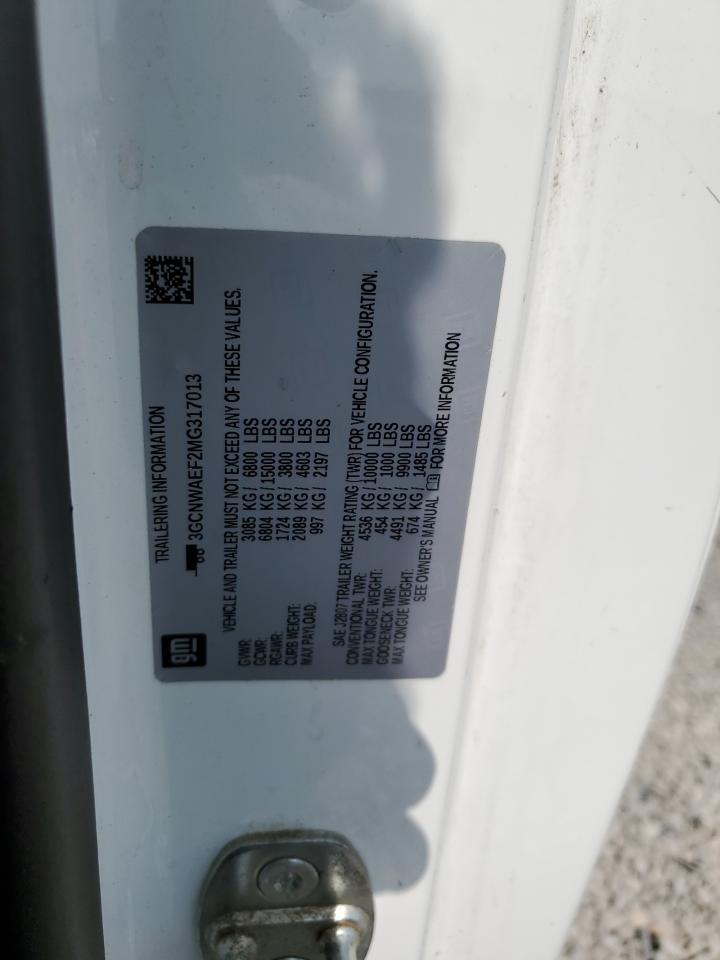 gm
TRAILERING INFORMATION
3GCNWAEF2MG317013
VEHICLE AND TRAILER MUST NOT EXCEED ANY OF THESE VALUES.
GVWR: 3085 KG/ 6800 LBS
GCWR: 6804 KG/ 15000 LBS
RGAWR: 1724 KG/ 3800 LBS
CURB WEIGHT: 2089 KG/ 4603 LBS
MAX PAYLOAD: 997 KG/ 2197 LBS
SAE J2807 TRAILER WEIGHT RATING (TWR) FOR VEHICLE CONFIGURATION.
CONVENTIONAL TWR: 4536 KG/ 10000 LBS
MAX TONGUE WEIGHT: 454 KG/ 1000 LBS
GOOSENECK TWR: 4491 KG/ 9900 LBS
MAX TONGUE WEIGHT: 674 KG/ 1485 LBS
SEE OWNER'S MANUAL FOR MORE INFORMATION